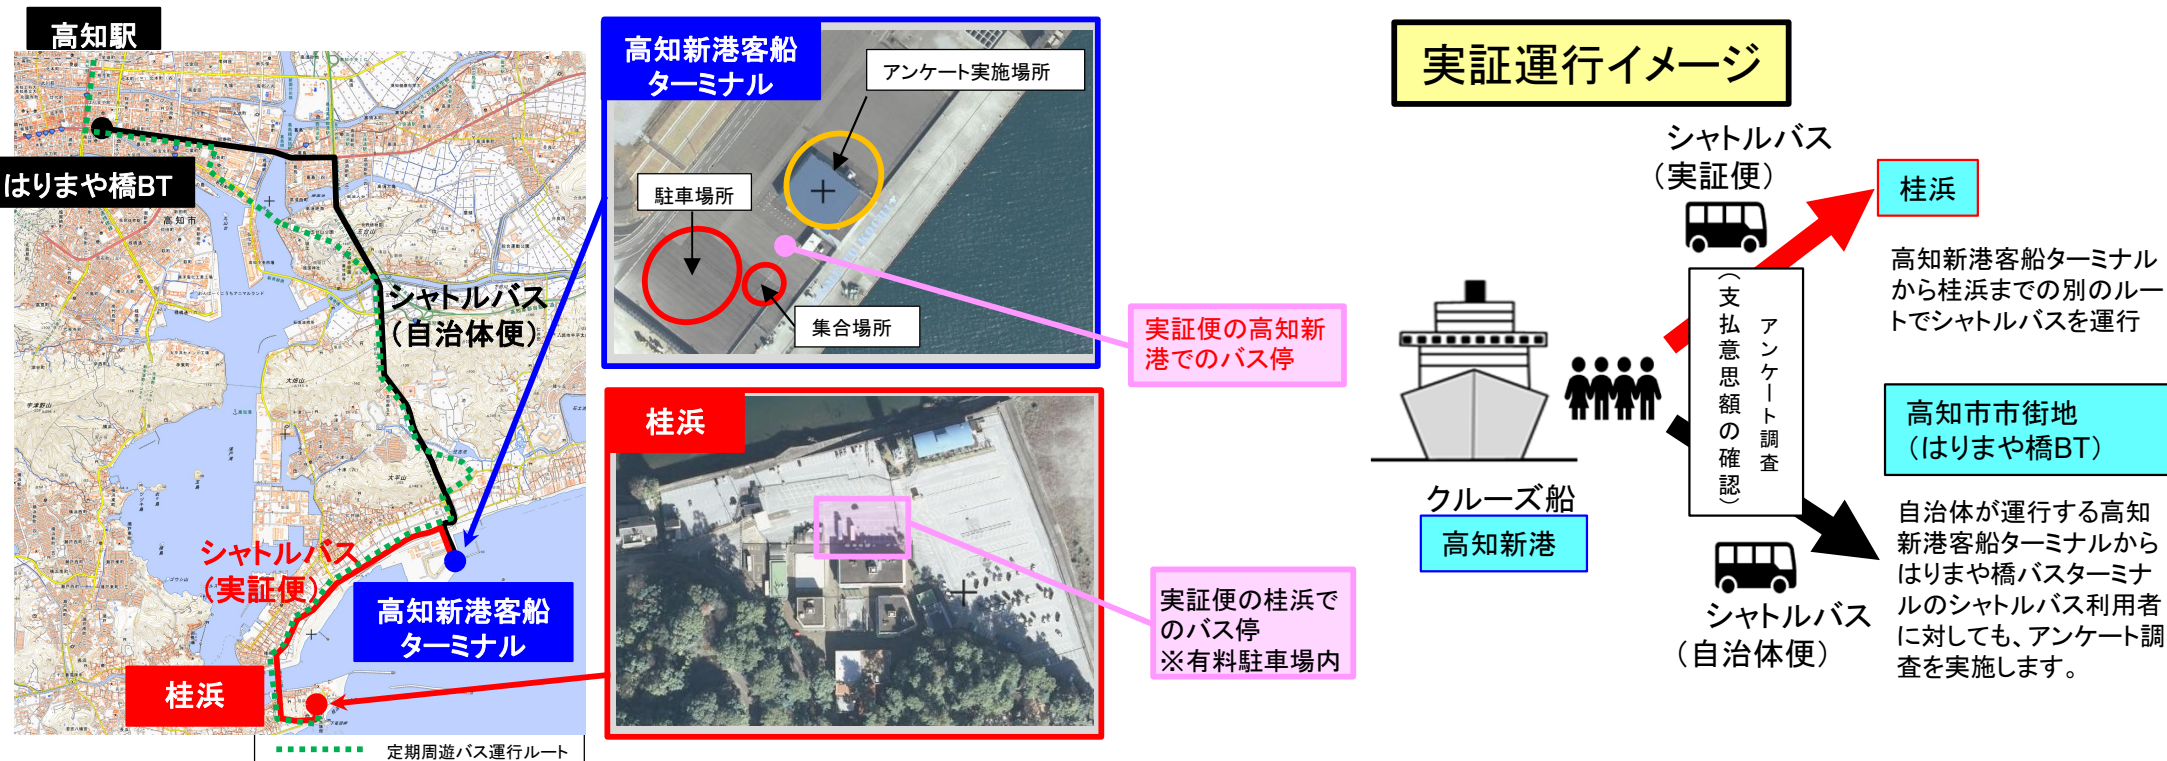 高知駅
はりまや橋BT
高知市
シャトルバス
（自治体便）
シャトルバス
（実証便）
高知新港客船
ターミナル
桂浜
定期周遊バス運行ルート
高知新港客船
ターミナル
アンケート実施場所
駐車場所
集合場所
実証便の高知新
港でのバス停
桂浜
実証便の桂浜で
のバス停
※有料駐車場内
実証運行イメージ
シャトルバス
（実証便）
桂浜
高知新港客船ターミナル
から桂浜までの別のルー
トでシャトルバスを運行
アンケート調査
（支払意思額の確認）
クルーズ船
高知新港
高知市市街地
（はりまや橋BT）
シャトルバス
（自治体便）
自治体が運行する高知
新港客船ターミナルから
はりまや橋バスターミナ
ルのシャトルバス利用者
に対しても、アンケート調
査を実施します。